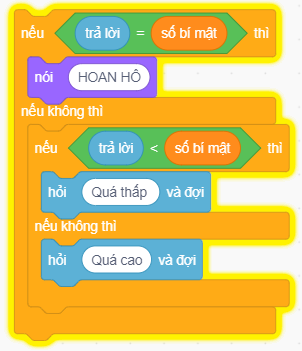 nếu trả lời = số bí mật thì
nói HOAN HÔ
nếu không thì
nếu trả lời < số bí mật thì
hỏi Quá thấp và đợi
nếu không thì
hỏi Quá cao và đợi